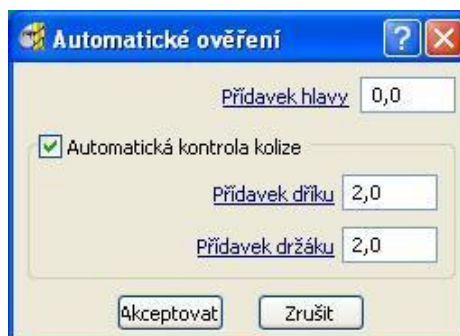 Automatické ověření
Přídavek hlavy 0,0
Automatická kontrola kolize
Přídavek dříku 2,0
Přídavek držáku 2,0
Akceptovat Zrušit